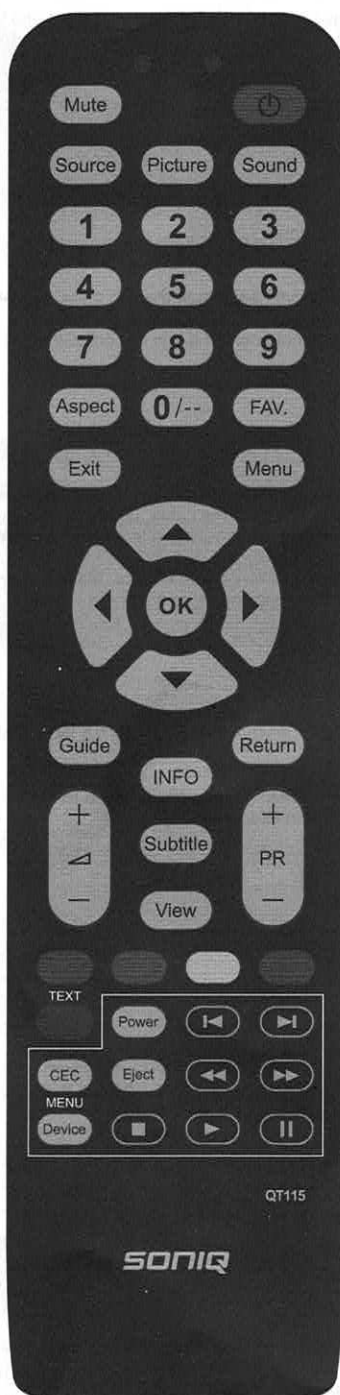 Mute
Source Picture Sound
1 2 3
4 5 6
7 8 9
Aspect 0/-- FAV.
Exit Menu
OK
Guide Return
INFO
+ +
Subtitle
PR
- -
View
TEXT
Power
CEC Eject
MENU
Device
QT115
SONIQ